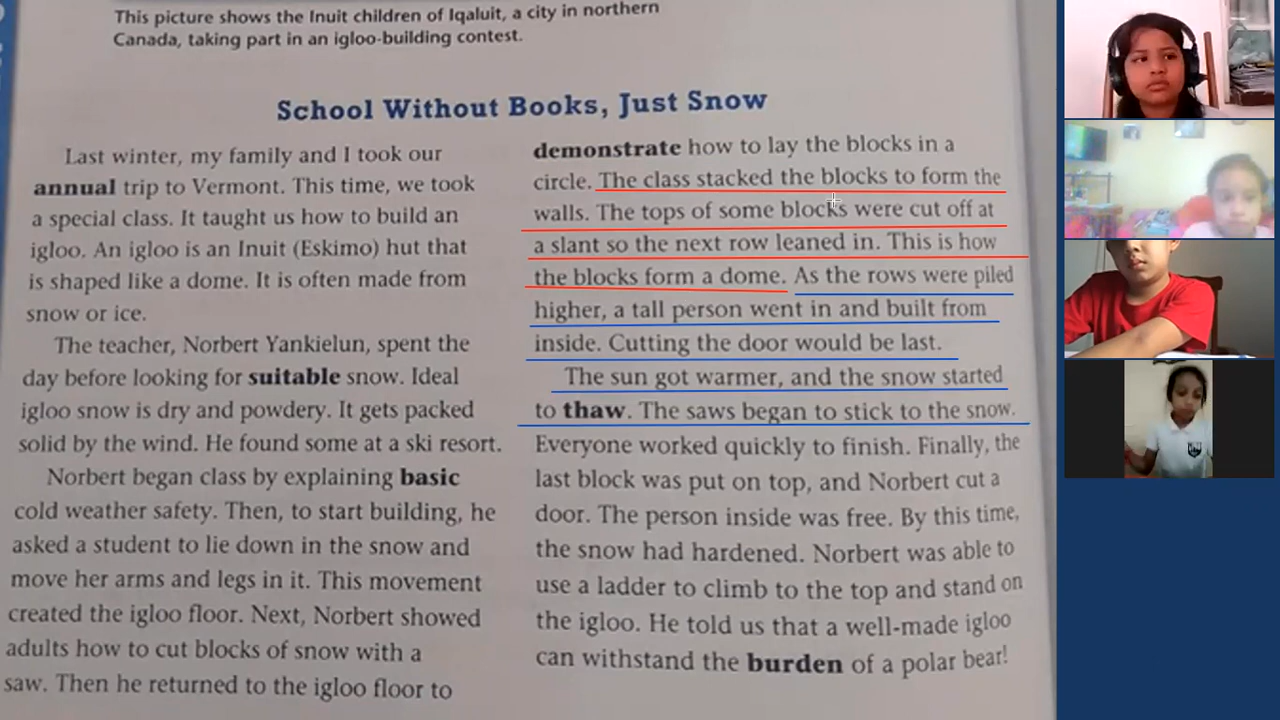 This picture shows the Inuit children of Iqaluit, a city in northern
Canada, taking part in an igloo-building contest.
School Without Books, Just Snow
Last winter, my family and I took our
annual trip to Vermont. This time, we took
a special class. It taught us how to build an
igloo. An igloo is an Inuit (Eskimo) hut that
is shaped like a dome. It is often made from
snow or ice.
The teacher, Norbert Yankielun, spent the
day before looking for suitable snow. Ideal
igloo snow is dry and powdery. It gets packed
solid by the wind. He found some at a ski resort.
Norbert began class by explaining basic
cold weather safety. Then, to start building, he
asked a student to lie down in the snow and
move her arms and legs in it. This movement
created the igloo floor. Next, Norbert showed
adults how to cut blocks of snow with a
saw. Then he returned to the igloo floor to
demonstrate how to lay the blocks in a
circle. The class stacked the blocks to form the
walls. The tops of some blocks were cut off at
a slant so the next row leaned in. This is how
the blocks form a dome. As the rows were piled
higher, a tall person went in and built from
inside. Cutting the door would be last.
The sun got warmer, and the snow started
to thaw. The saws began to stick to the snow.
Everyone worked quickly to finish. Finally, the
last block was put on top, and Norbert cut a
door. The person inside was free. By this time,
the snow had hardened. Norbert was able to
use a ladder to climb to the top and stand on
the igloo. He told us that a well-made igloo
can withstand the burden of a polar bear!